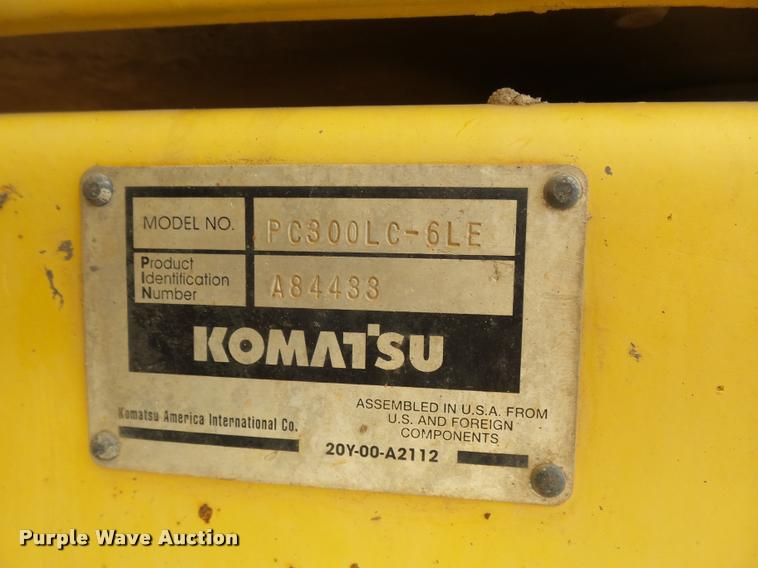 MODEL NO. PC300LC-6LE
Product
Identification
Number
A84433
KOMATSU
Komatsu America International Co.
ASSEMBLED IN U.S.A. FROM
U.S. AND FOREIGN
COMPONENTS
20Y-00-A2112
Purple Wave Auction